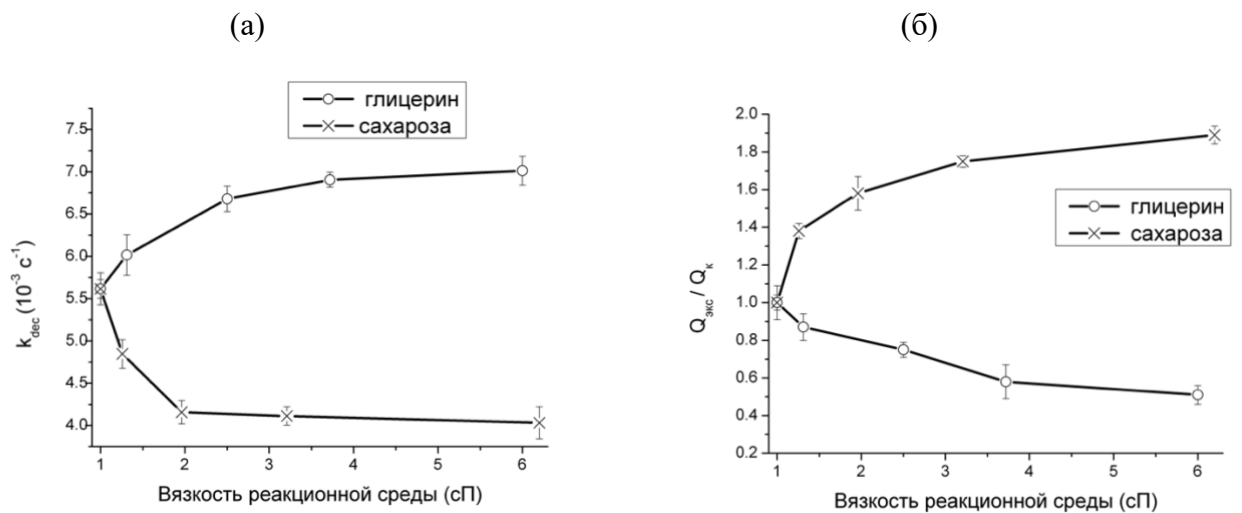 (а)
глицерин
сахароза
7.5
7.0
6.5
6.0
5.5
5.0
4.5
4.0
k_dec (10⁻³ с⁻¹)
1 2 3 4 5 6
Вязкость реакционной среды (сП)
(б)
2.0
1.8
1.6
1.4
1.2
1.0
0.8
0.6
0.4
0.2
Q_экс / Q_к
глицерин
сахароза
1 2 3 4 5 6
Вязкость реакционной среды (сП)